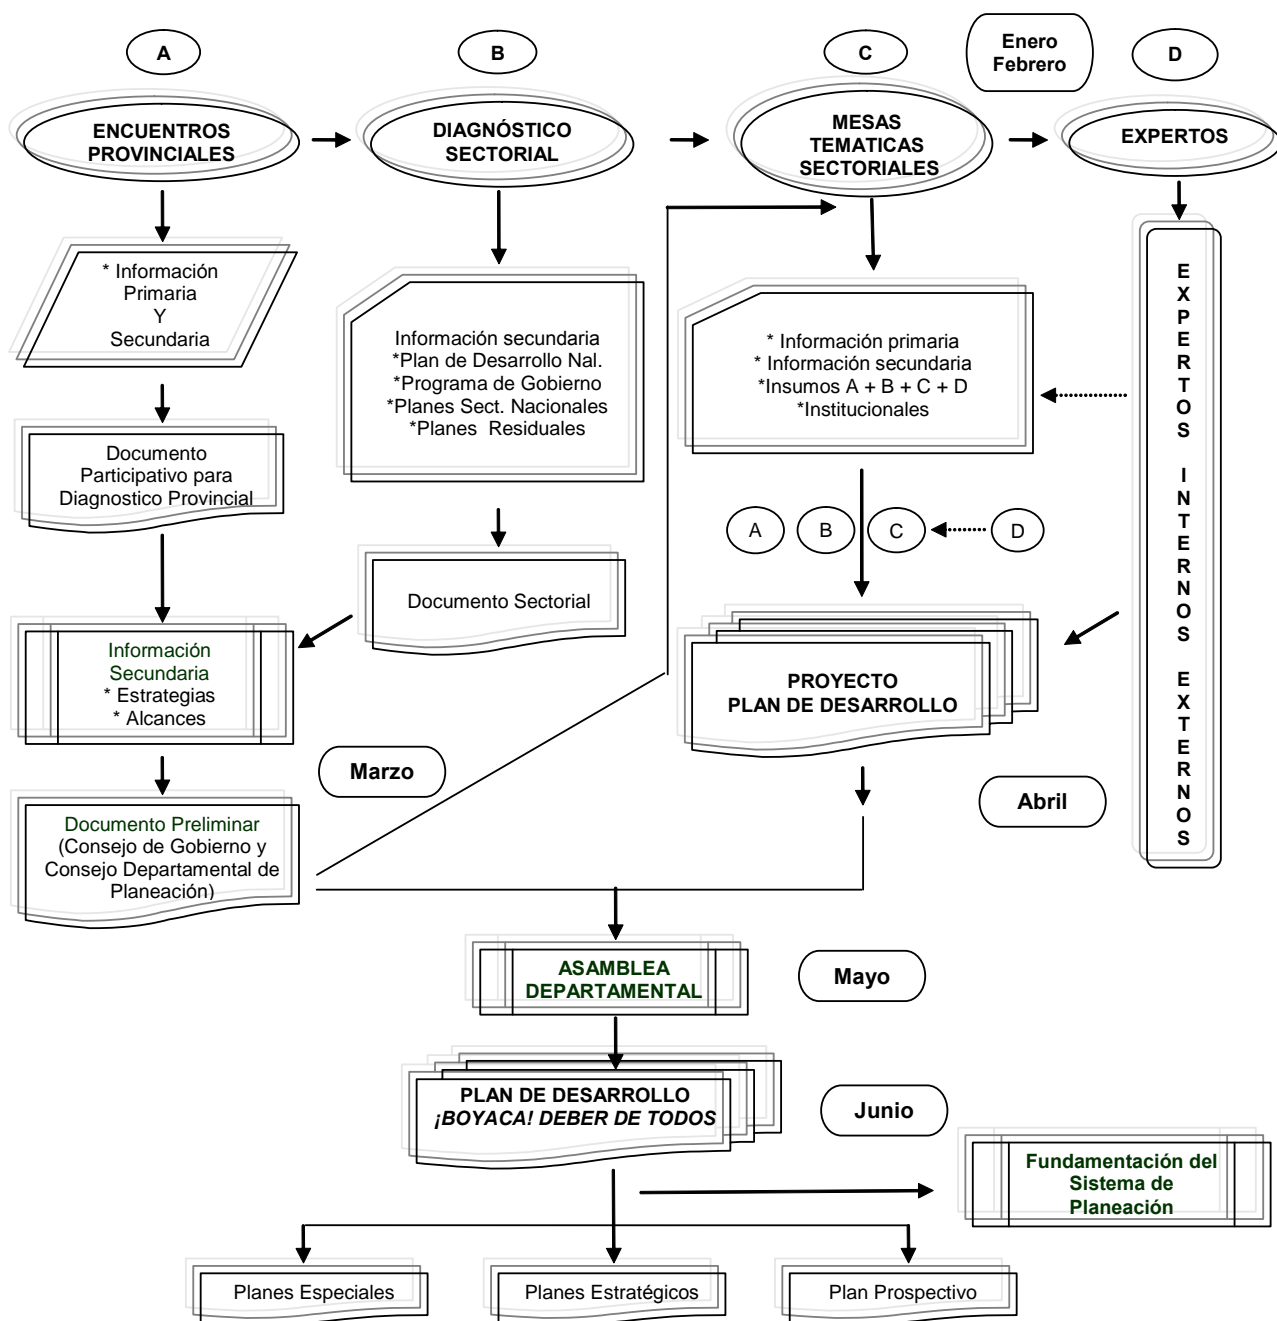 A
B
C
Enero
Febrero
D
ENCUENTROS
PROVINCIALES
DIAGNÓSTICO
SECTORIAL
MESAS
TEMATICAS
SECTORIALES
EXPERTOS
* Información
Primaria
Y
Secundaria
Información secundaria
*Plan de Desarrollo Nal.
*Programa de Gobierno
*Planes Sect. Nacionales
*Planes Residuales
* Información primaria
* Información secundaria
*Insumos A + B + C + D
*Institucionales
EXPERTOS INTERNOS EXTERNOS
Documento
Participativo para
Diagnostico Provincial
A
B
C
D
Documento Sectorial
Información
Secundaria
* Estrategias
* Alcances
PROYECTO
PLAN DE DESARROLLO
Marzo
Abril
Documento Preliminar
(Consejo de Gobierno y
Consejo Departamental de
Planeación)
ASAMBLEA
DEPARTAMENTAL
Mayo
PLAN DE DESARROLLO
¡BOYACA! DEBER DE TODOS
Junio
Fundamentación del
Sistema de
Planeación
Planes Especiales
Planes Estratégicos
Plan Prospectivo